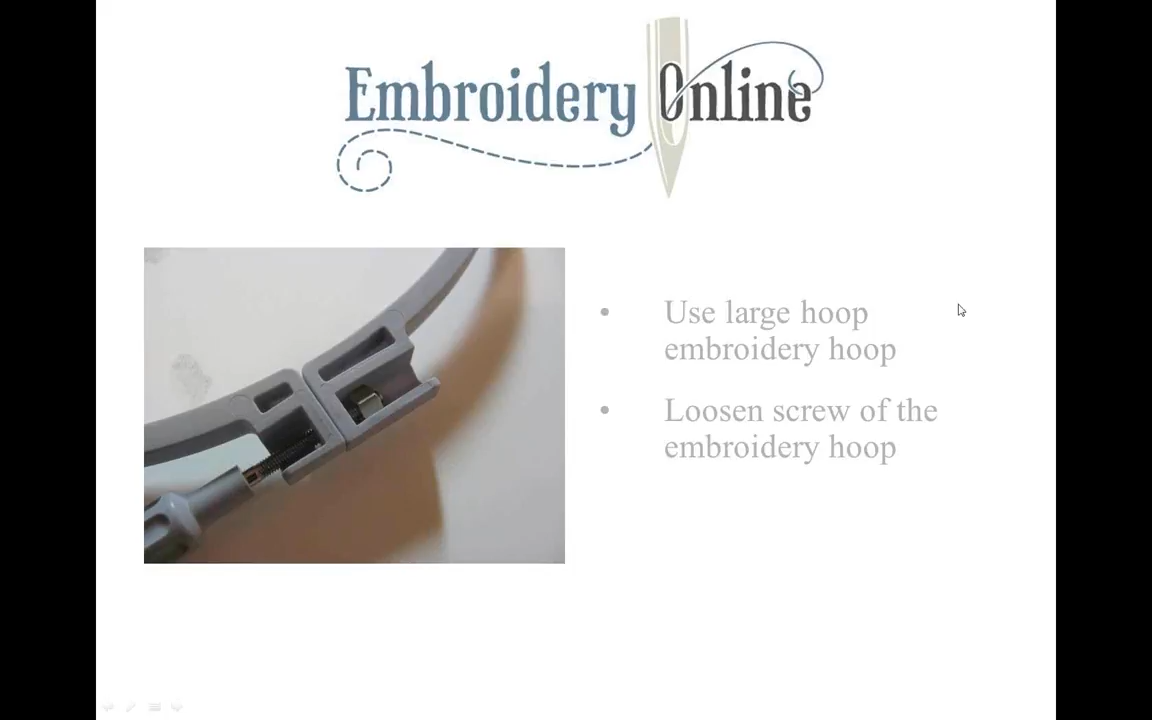 Embroidery Online
• Use large hoop
embroidery hoop
• Loosen screw of the
embroidery hoop